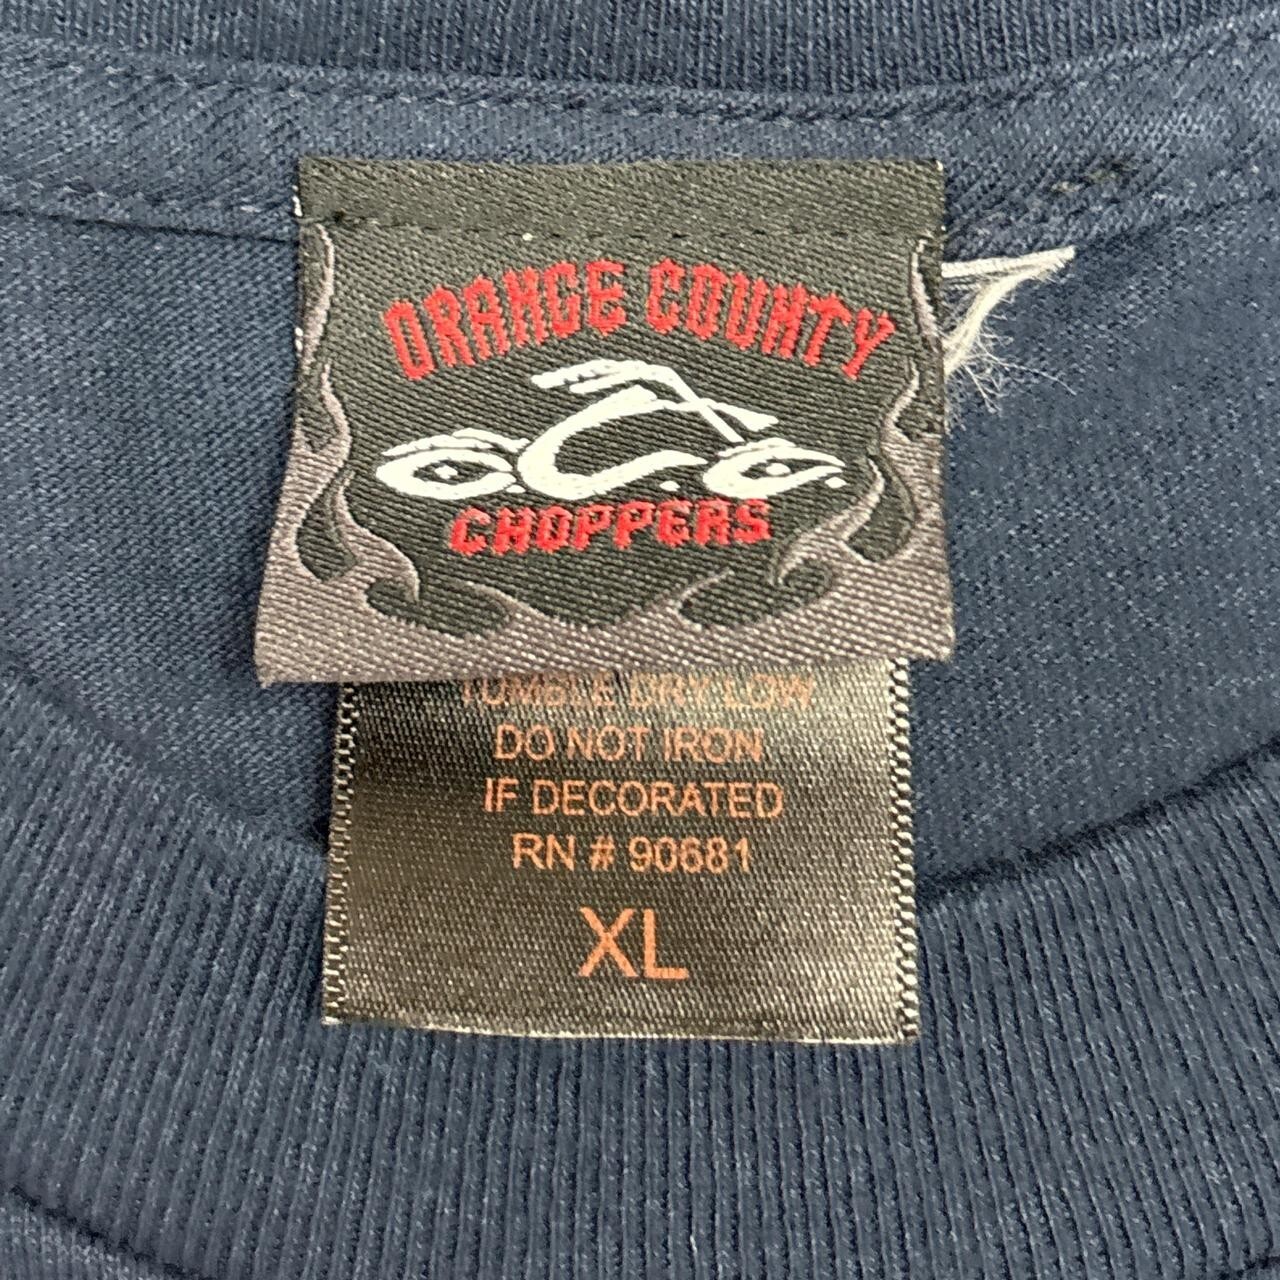 ORANGE COUNTY
O.C.C.
CHOPPERS
TUMBLE DRY LOW
DO NOT IRON
IF DECORATED
RN # 90681
XL